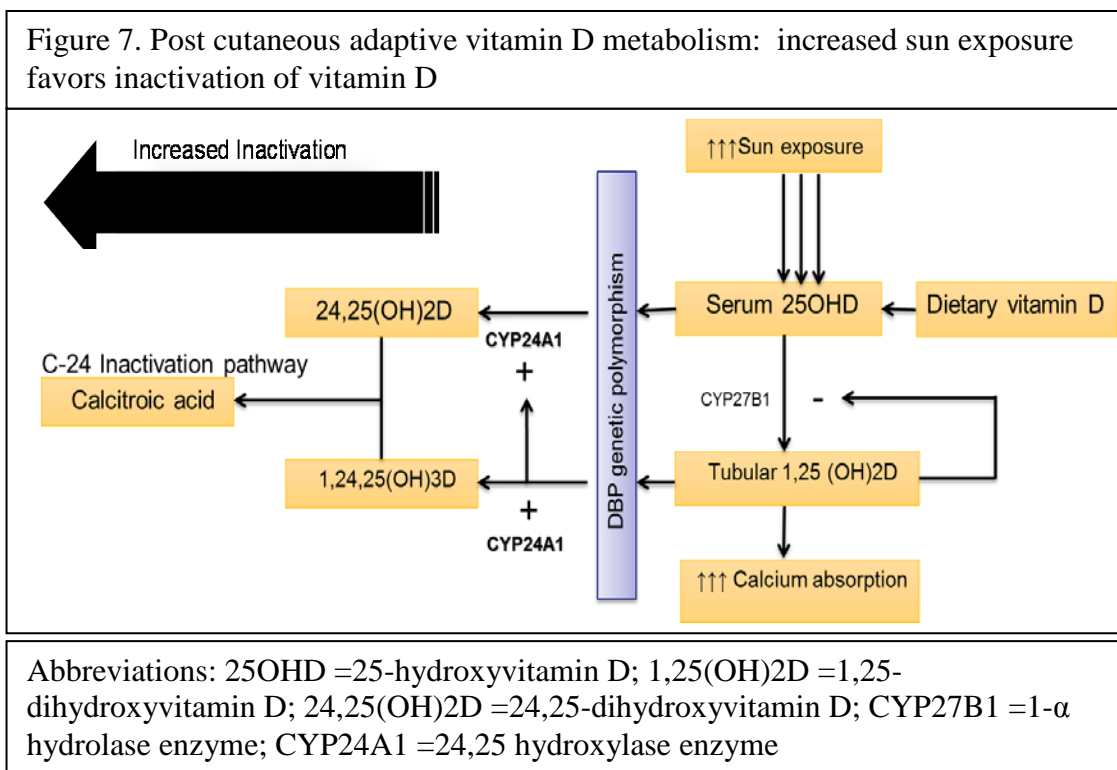 Figure 7. Post cutaneous adaptive vitamin D metabolism:  increased sun exposure
favors inactivation of vitamin D
Increased Inactivation
↑↑↑Sun exposure
DBP genetic polymorphism
24,25(OH)2D
CYP24A1
+
Serum 25OHD
Dietary vitamin D
C-24 Inactivation pathway
Calcitroic acid
CYP27B1
-
1,24,25(OH)3D
+
CYP24A1
Tubular 1,25 (OH)2D
↑↑↑ Calcium absorption
Abbreviations: 25OHD =25-hydroxyvitamin D; 1,25(OH)2D =1,25-
dihydroxyvitamin D; 24,25(OH)2D =24,25-dihydroxyvitamin D; CYP27B1 =1-α
hydrolase enzyme; CYP24A1 =24,25 hydroxylase enzyme